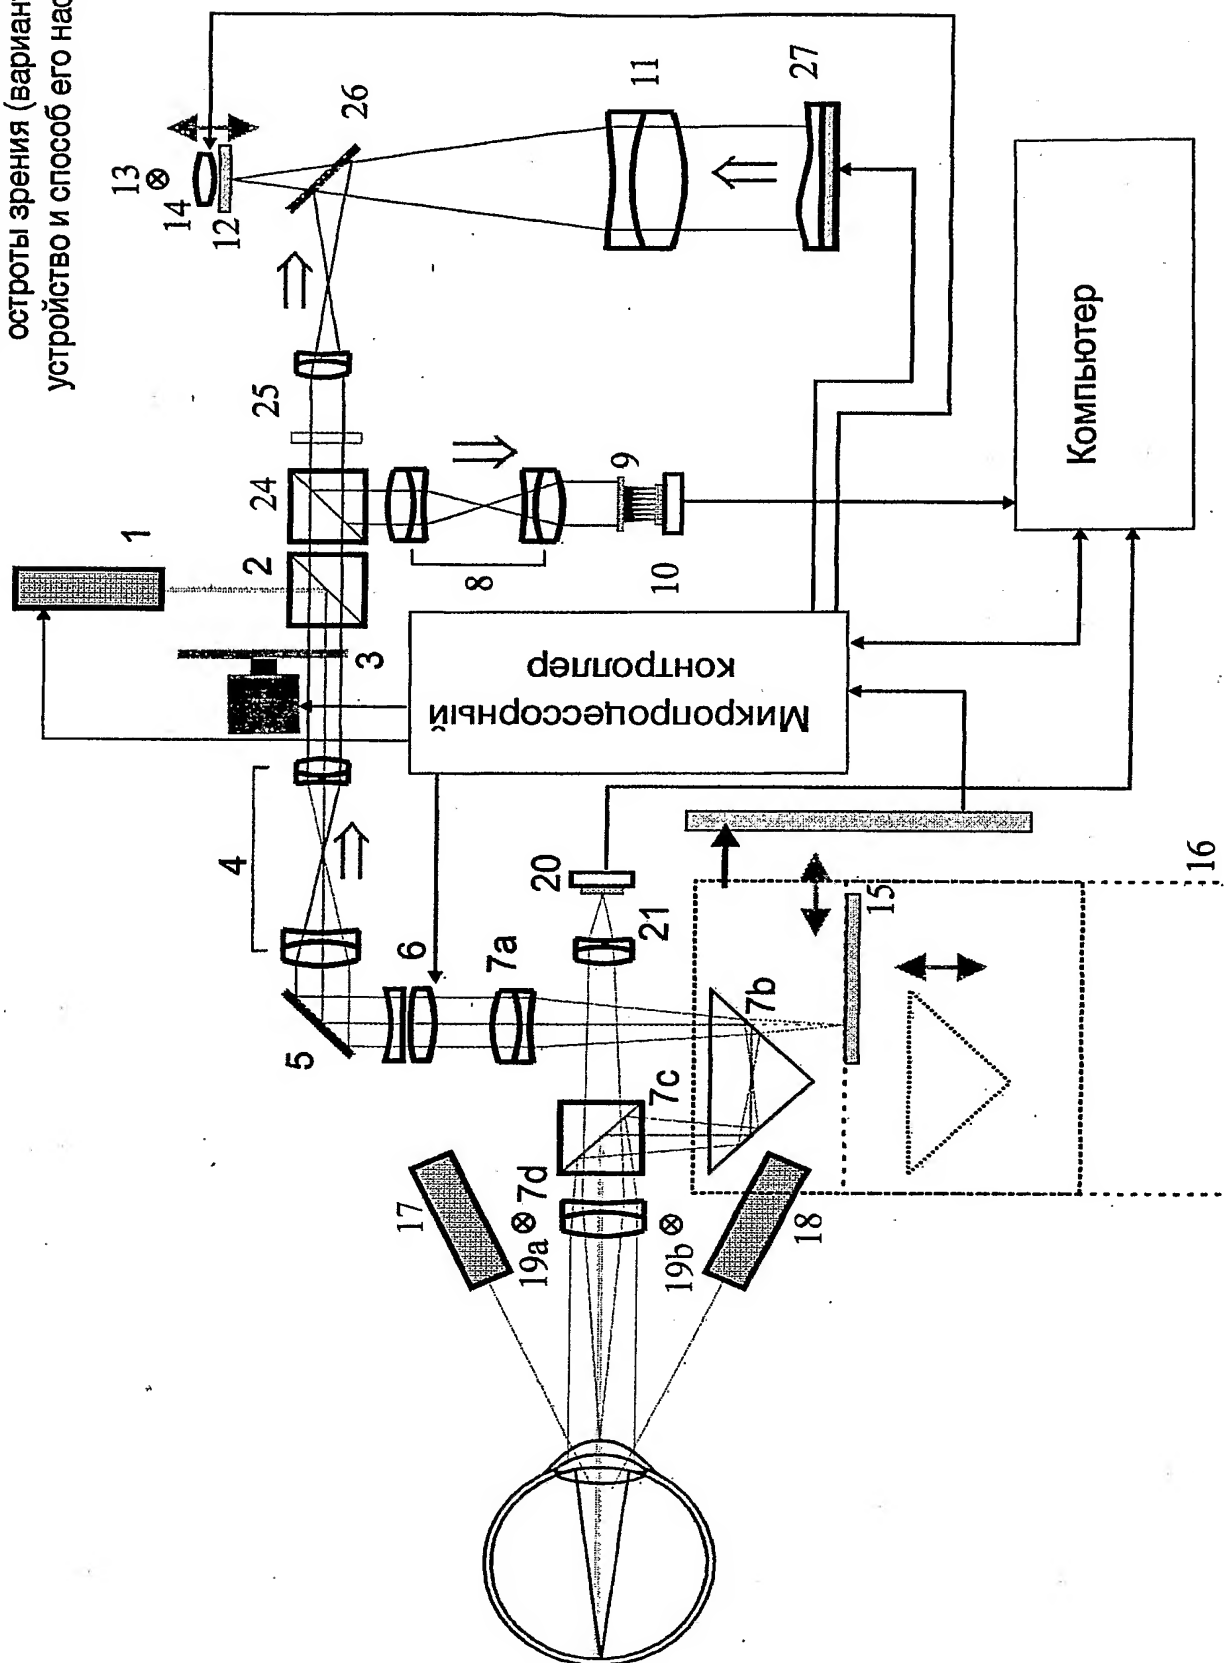 остроты зрения (вариан
устройство и способ его нас
13
14
12
26
11
27
25
24
2
1
3
8
9
10
4
5
6
7a
7b
7c
7d
20
21
15
16
17
18
19a
19b
Микропроцессорный
контроллер
Компьютер